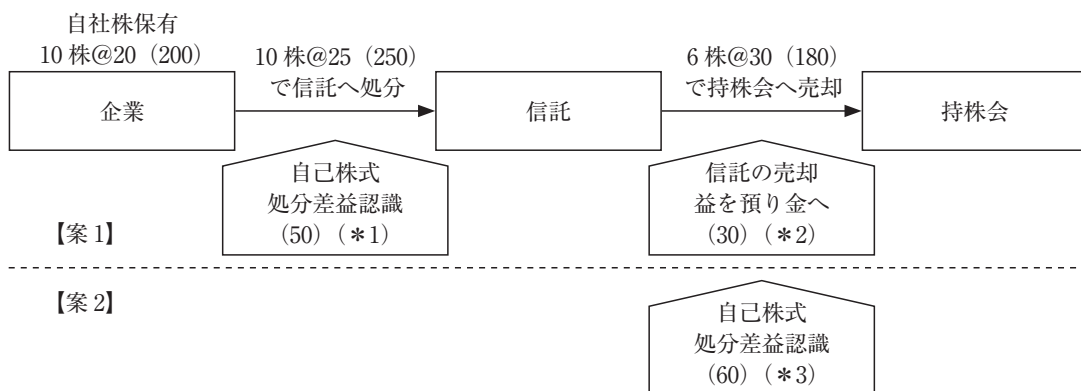 自社株保有
10 株@20（200）
10 株@25（250）
で信託へ処分
6 株@30（180）
で持株会へ売却
企業
信託
持株会
自己株式
処分差益認識
（50）（＊1）
信託の売却
益を預り金へ
（30）（＊2）
【案 1】
【案 2】
自己株式
処分差益認識
（60）（＊3）